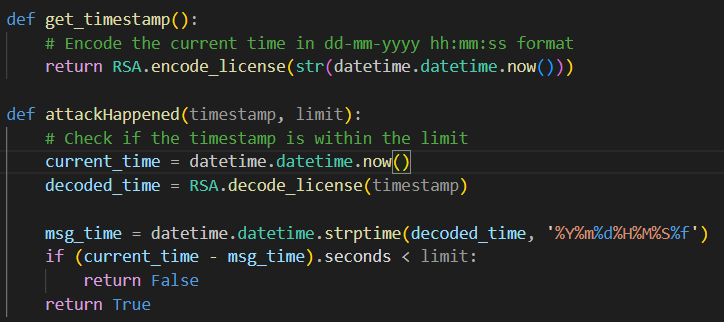 def get_timestamp():
    # Encode the current time in dd-mm-yyyy hh:mm:ss format
    return RSA.encode_license(str(datetime.datetime.now()))

def attackHappened(timestamp, limit):
    # Check if the timestamp is within the limit
    current_time = datetime.datetime.now()
    decoded_time = RSA.decode_license(timestamp)

    msg_time = datetime.datetime.strptime(decoded_time, '%Y%m%d%H%M%S%f')
    if (current_time - msg_time).seconds < limit:
        return False
    return True